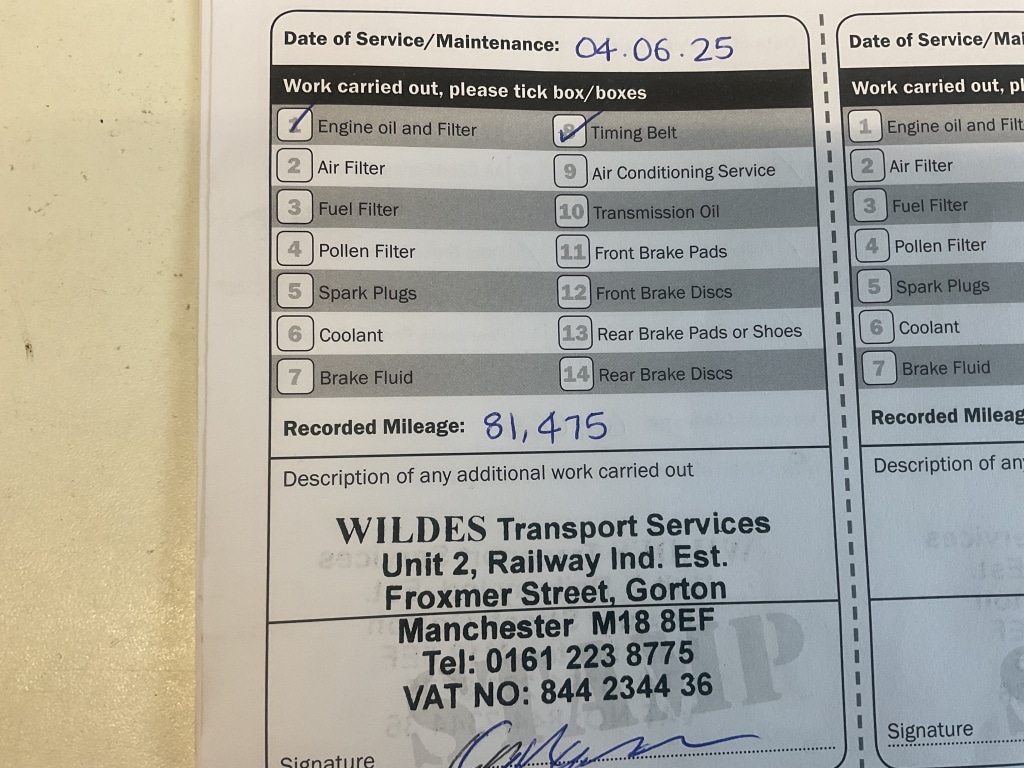 Date of Service/Maintenance: 04.06.25
Work carried out, please tick box/boxes
1 Engine oil and Filter
2 Air Filter
3 Fuel Filter
4 Pollen Filter
5 Spark Plugs
6 Coolant
7 Brake Fluid
8 Timing Belt
9 Air Conditioning Service
10 Transmission Oil
11 Front Brake Pads
12 Front Brake Discs
13 Rear Brake Pads or Shoes
14 Rear Brake Discs
Recorded Mileage: 81,475
Description of any additional work carried out
WILDES Transport Services
Unit 2, Railway Ind. Est.
Froxmer Street, Gorton
Manchester M18 8EF
Tel: 0161 223 8775
VAT NO: 844 2344 36
STAMP
Signature
Date of Service/Mai
Work carried out, pl
1 Engine oil and Filt
2 Air Filter
3 Fuel Filter
4 Pollen Filter
5 Spark Plugs
6 Coolant
7 Brake Fluid
Recorded Mileag
Description of an
Signature